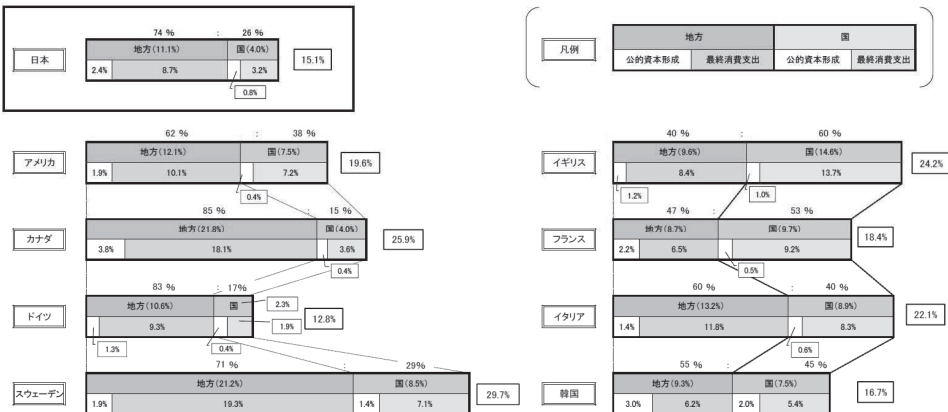 74 % : 26 %
日本 地方(11.1%) 国(4.0%) 15.1%
2.4% 8.7% 3.2%
0.8%
凡例 地方 国
公的資本形成 最終消費支出 公的資本形成 最終消費支出
62 % : 38 %
アメリカ 地方(12.1%) 国(7.5%) 19.6%
1.9% 10.1% 7.2%
0.4%
85 % : 15 %
カナダ 地方(21.8%) 国(4.0%) 25.9%
3.8% 18.1% 3.6%
0.4%
83 % : 17%
ドイツ 地方(10.6%) 国 2.3% 12.8%
9.3% 1.9%
1.3% 0.4%
71 % : 29%
スウェーデン 地方(21.2%) 国(8.5%) 29.7%
1.9% 19.3% 1.4% 7.1%
40 % : 60 %
イギリス 地方(9.6%) 国(14.6%) 24.2%
8.4% 13.7%
1.2% 1.0%
47 % : 53 %
フランス 地方(8.7%) 国(9.7%) 18.4%
2.2% 6.5% 9.2%
0.5%
60 % : 40 %
イタリア 地方(13.2%) 国(8.9%) 22.1%
1.4% 11.8% 8.3%
0.6%
55 % : 45 %
韓国 地方(9.3%) 国(7.5%) 16.7%
3.0% 6.2% 2.0% 5.4%